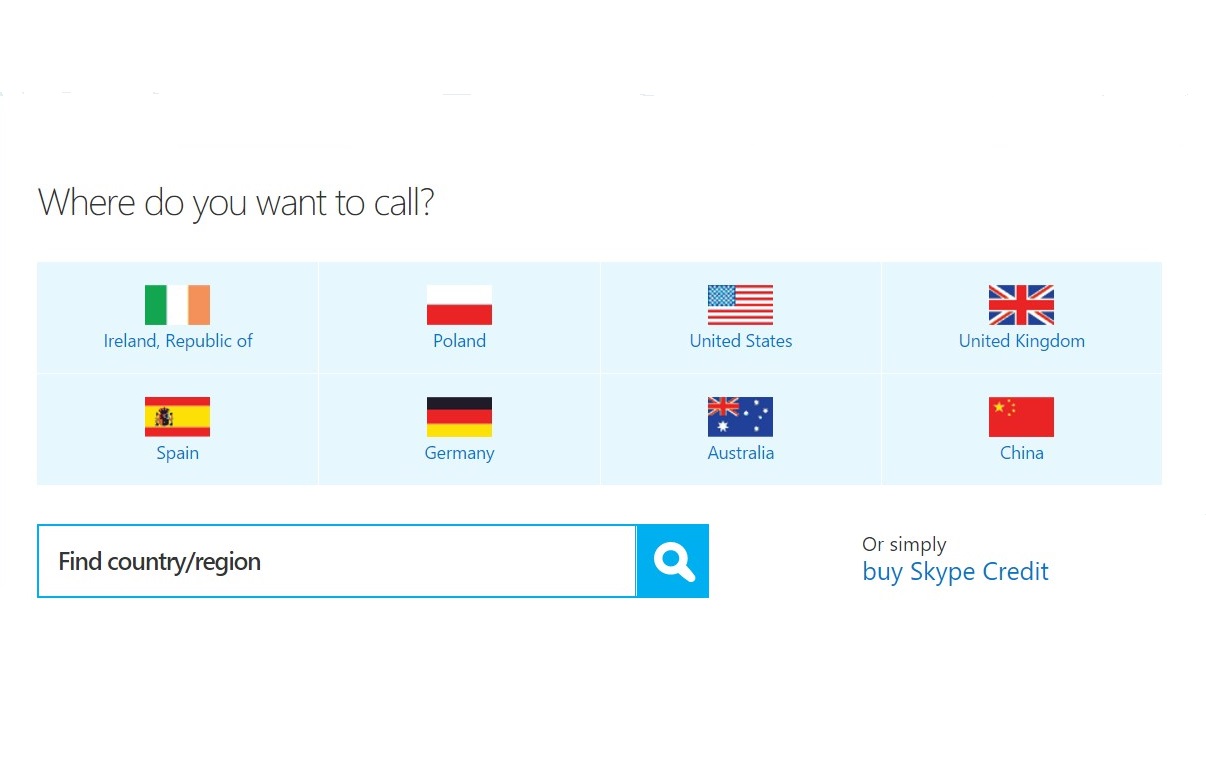 Where do you want to call?
Ireland, Republic of
Poland
United States
United Kingdom
Spain
Germany
Australia
China
Find country/region
Or simply
buy Skype Credit